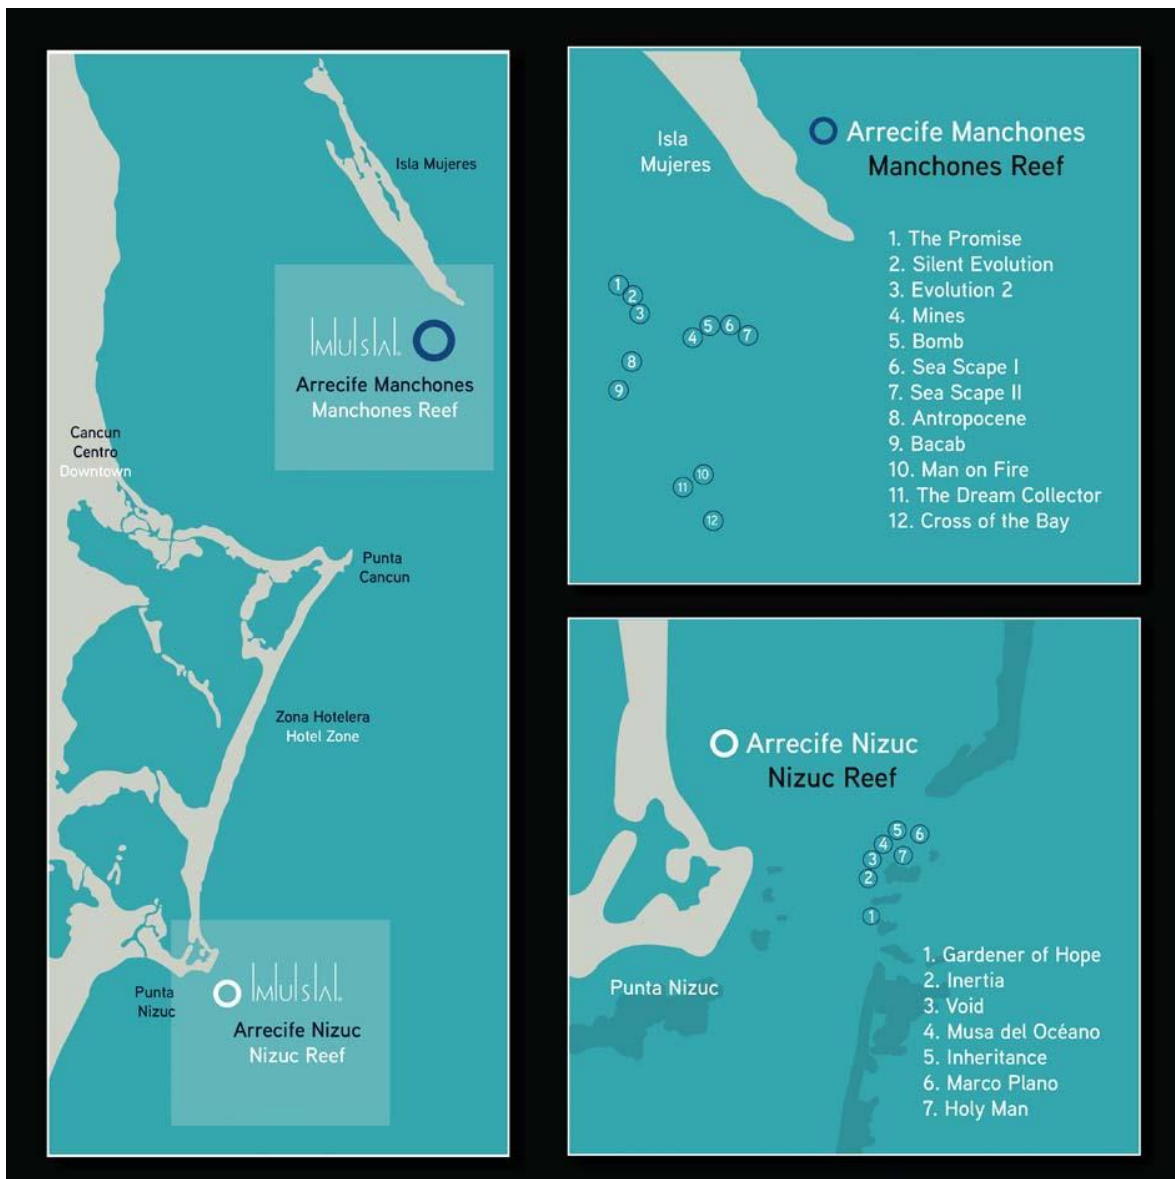 Isla Mujeres
MUSA
Arrecife Manchones
Manchones Reef
Cancun
Centro
Downtown
Punta
Cancun
Zona Hotelera
Hotel Zone
Punta
Nizuc
MUSA
Arrecife Nizuc
Nizuc Reef
Isla
Mujeres
Arrecife Manchones
Manchones Reef
1. The Promise
2. Silent Evolution
3. Evolution 2
4. Mines
5. Bomb
6. Sea Scape I
7. Sea Scape II
8. Antropocene
9. Bacab
10. Man on Fire
11. The Dream Collector
12. Cross of the Bay
1
2
3
4
5
6
7
8
9
10
11
12
Arrecife Nizuc
Nizuc Reef
5
6
4
7
3
2
1
Punta Nizuc
1. Gardener of Hope
2. Inertia
3. Void
4. Musa del Océano
5. Inheritance
6. Marco Plano
7. Holy Man